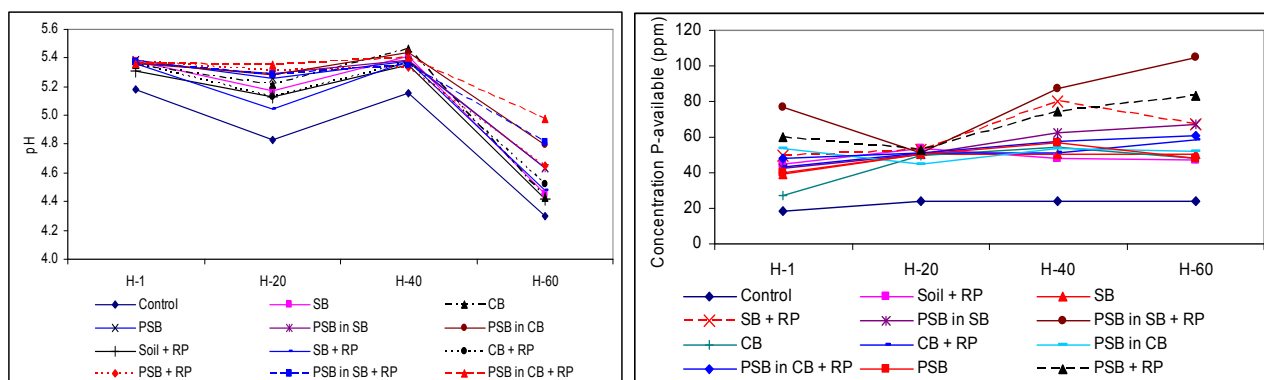 5.6
5.4
5.2
5.0
4.8
4.6
4.4
4.2
4.0
pH
H-1 H-20 H-40 H-60
Control SB CB
PSB PSB in SB PSB in CB
Soil + RP SB + RP CB + RP
PSB + RP PSB in SB + RP PSB in CB + RP
120
100
80
60
40
20
0
Concentration P-available (ppm)
H-1 H-20 H-40 H-60
Control Soil + RP SB
SB + RP PSB in SB PSB in SB + RP
CB CB + RP PSB in CB
PSB in CB + RP PSB PSB + RP